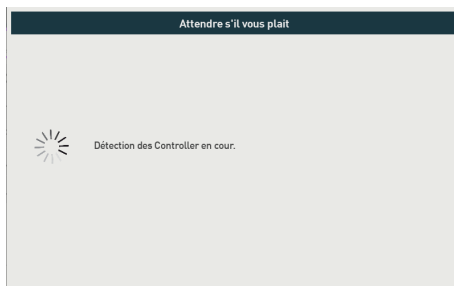 Attendre s'il vous plait
Détection des Controller en cour.